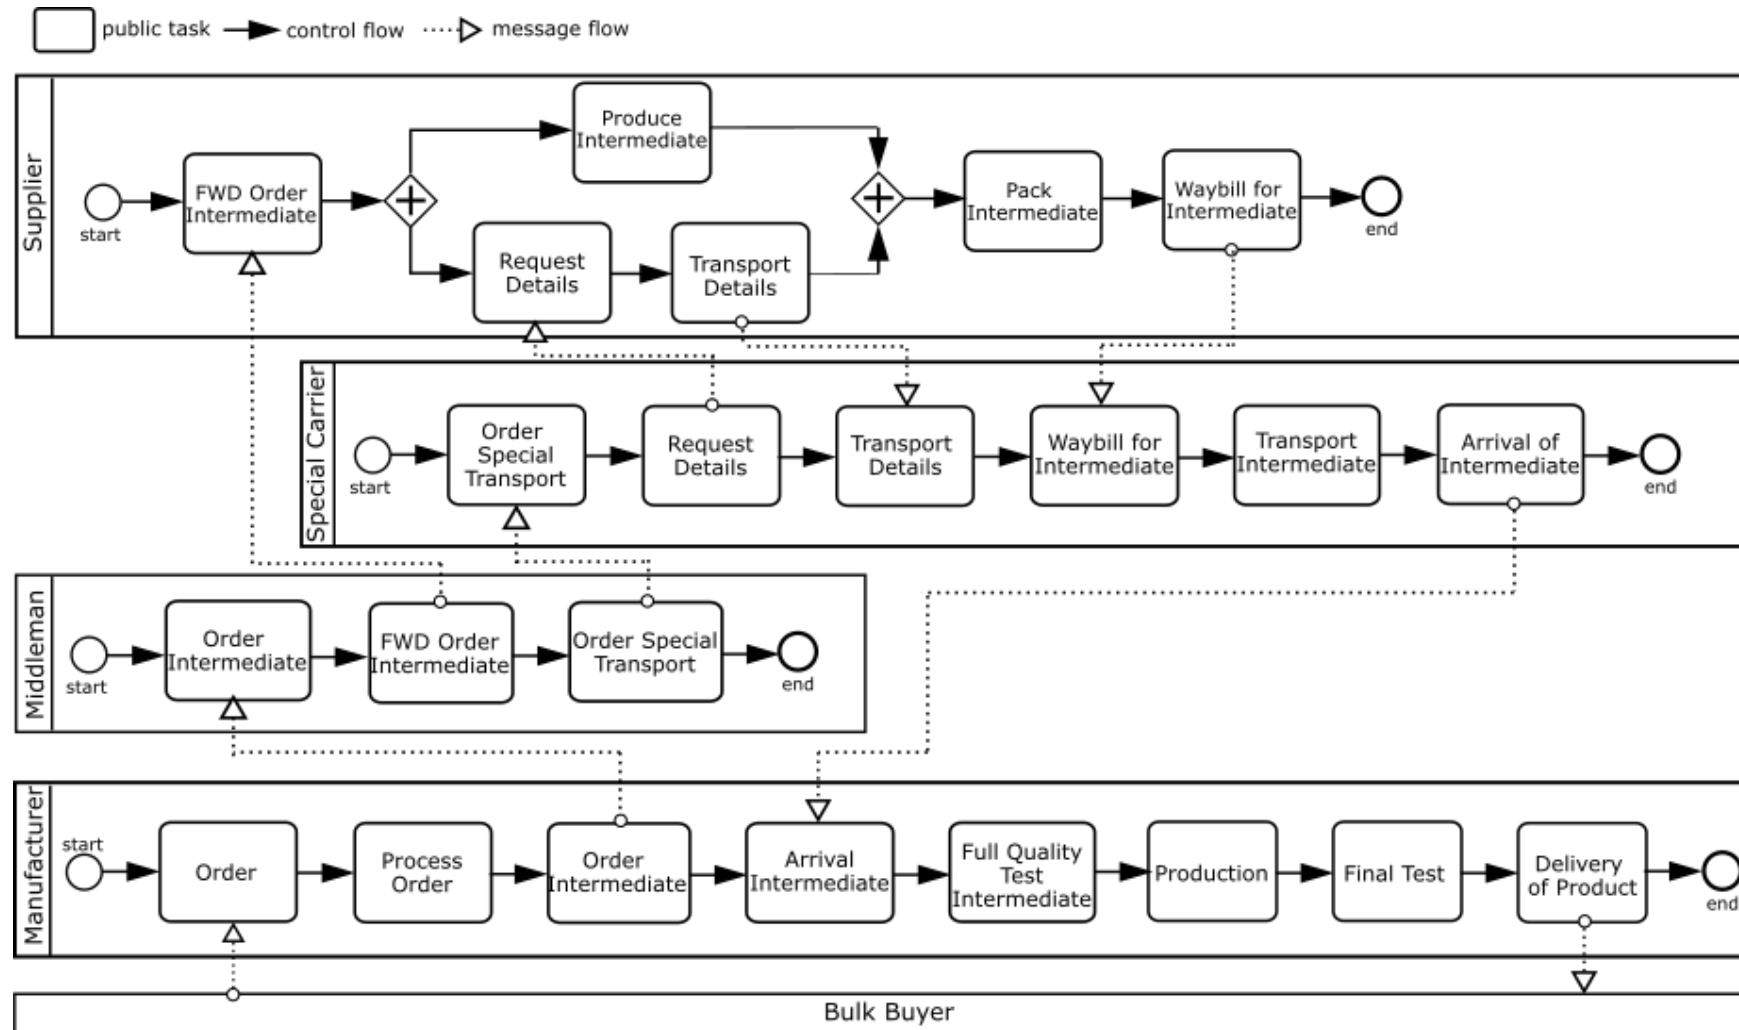 public task
control flow
message flow
Supplier
start
FWD Order
Intermediate
Produce
Intermediate
Request
Details
Transport
Details
Pack
Intermediate
Waybill for
Intermediate
end
Special Carrier
start
Order
Special
Transport
Request
Details
Transport
Details
Waybill for
Intermediate
Transport
Intermediate
Arrival of
Intermediate
end
Middleman
start
Order
Intermediate
FWD Order
Intermediate
Order Special
Transport
end
Manufacturer
start
Order
Process
Order
Order
Intermediate
Arrival
Intermediate
Full Quality
Test
Intermediate
Production
Final Test
Delivery
of Product
end
Bulk Buyer